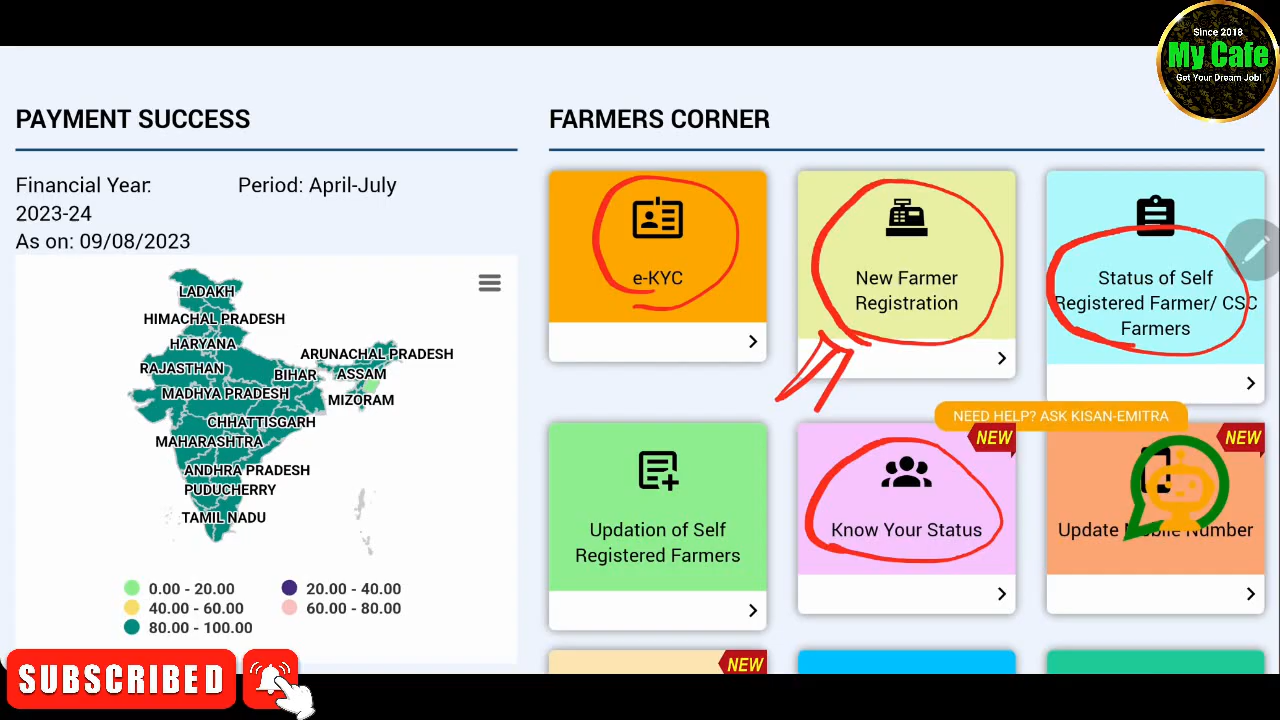 Since 2018
My Cafe
Get Your Dream Job!
PAYMENT SUCCESS
Financial Year:
2023-24
Period: April-July
As on: 09/08/2023
LADAKH
HIMACHAL PRADESH
HARYANA
ARUNACHAL PRADESH
RAJASTHAN
BIHAR
ASSAM
MADHYA PRADESH
MIZORAM
CHHATTISGARH
MAHARASHTRA
ANDHRA PRADESH
PUDUCHERRY
TAMIL NADU
0.00 - 20.00
20.00 - 40.00
40.00 - 60.00
60.00 - 80.00
80.00 - 100.00
SUBSCRIBED
FARMERS CORNER
e-KYC
New Farmer
Registration
Status of Self
Registered Farmer/ CSC
Farmers
NEED HELP? ASK KISAN-EMITRA
Updation of Self
Registered Farmers
NEW
Know Your Status
NEW
Update Mobile Number
NEW